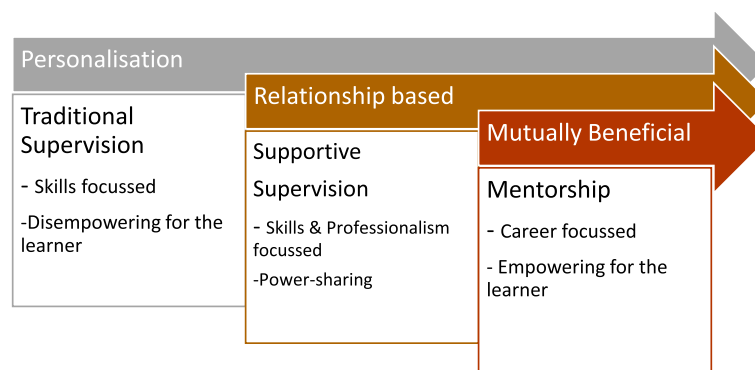 Personalisation
Traditional
Supervision
- Skills focussed
-Disempowering for the
learner
Relationship based
Supportive
Supervision
- Skills & Professionalism
focussed
-Power-sharing
Mutually Beneficial
Mentorship
- Career focussed
- Empowering for the
learner